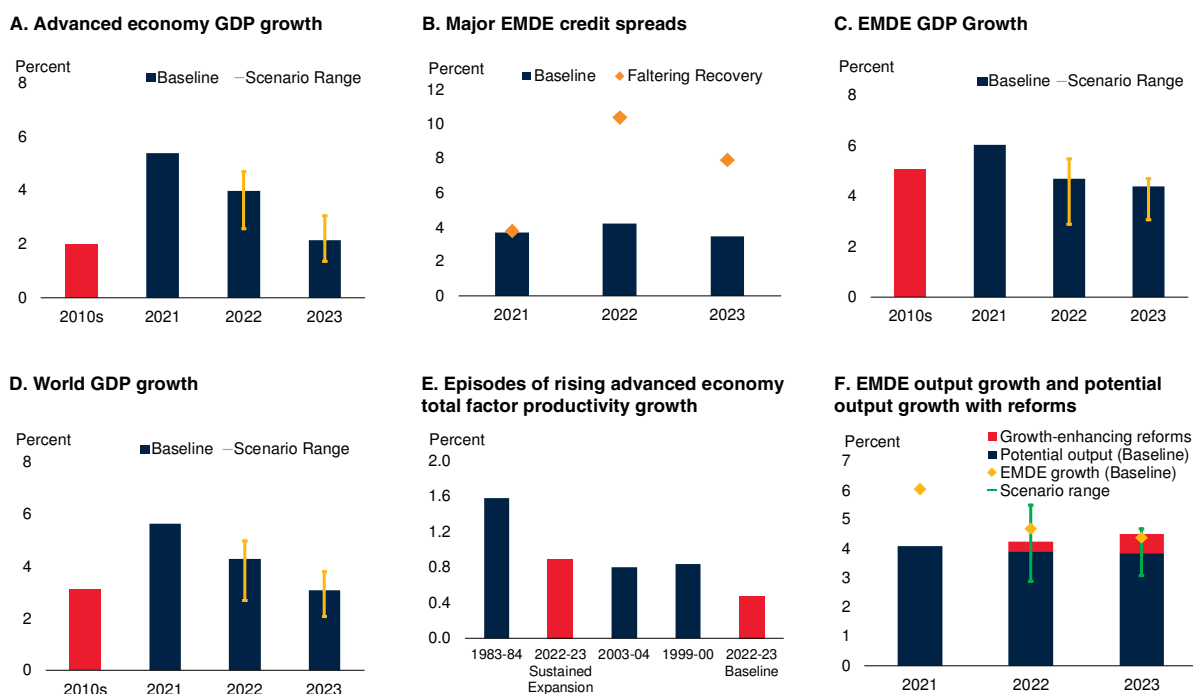 A. Advanced economy GDP growth
Percent
Baseline Scenario Range
8
6
4
2
0
2010s 2021 2022 2023
B. Major EMDE credit spreads
Percent
Baseline Faltering Recovery
12
10
8
6
4
2
0
2021 2022 2023
C. EMDE GDP Growth
Percent
Baseline Scenario Range
8
6
4
2
0
2010s 2021 2022 2023
D. World GDP growth
Percent
Baseline Scenario Range
8
6
4
2
0
2010s 2021 2022 2023
E. Episodes of rising advanced economy
total factor productivity growth
Percent
2.0
1.6
1.2
0.8
0.4
0.0
1983-84 2022-23 2003-04 1999-00 2022-23
Sustained Baseline
Expansion
F. EMDE output growth and potential
output growth with reforms
Percent
Growth-enhancing reforms
Potential output (Baseline)
EMDE growth (Baseline)
Scenario range
7
6
5
4
3
2
1
0
2021 2022 2023